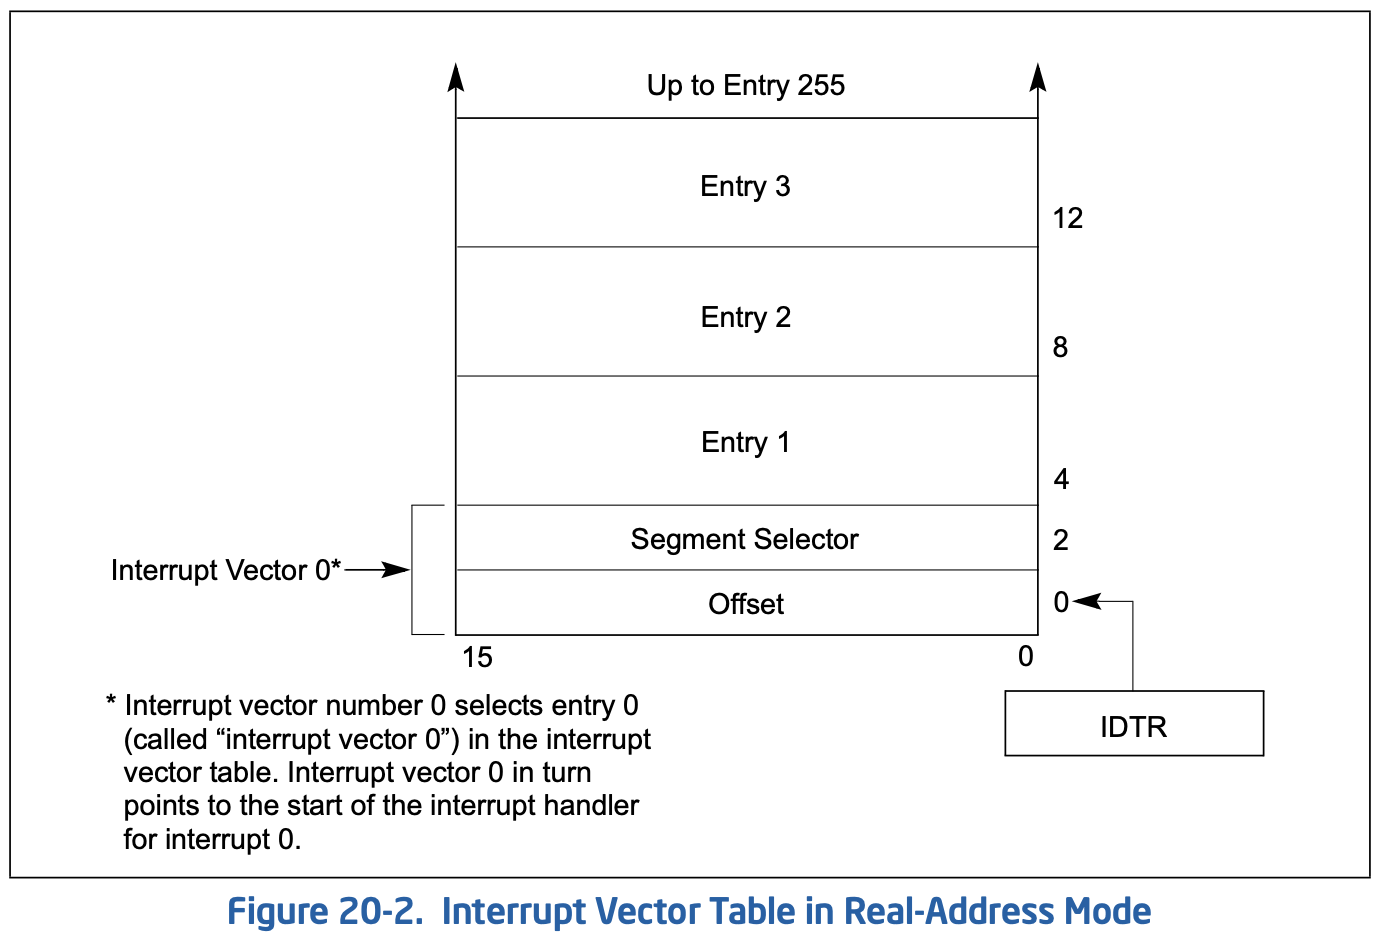 Up to Entry 255
Entry 3
12
Entry 2
8
Entry 1
4
Segment Selector
2
Interrupt Vector 0*
Offset
0
15
0
* Interrupt vector number 0 selects entry 0
(called “interrupt vector 0”) in the interrupt
vector table. Interrupt vector 0 in turn
points to the start of the interrupt handler
for interrupt 0.
IDTR
Figure 20-2. Interrupt Vector Table in Real-Address Mode